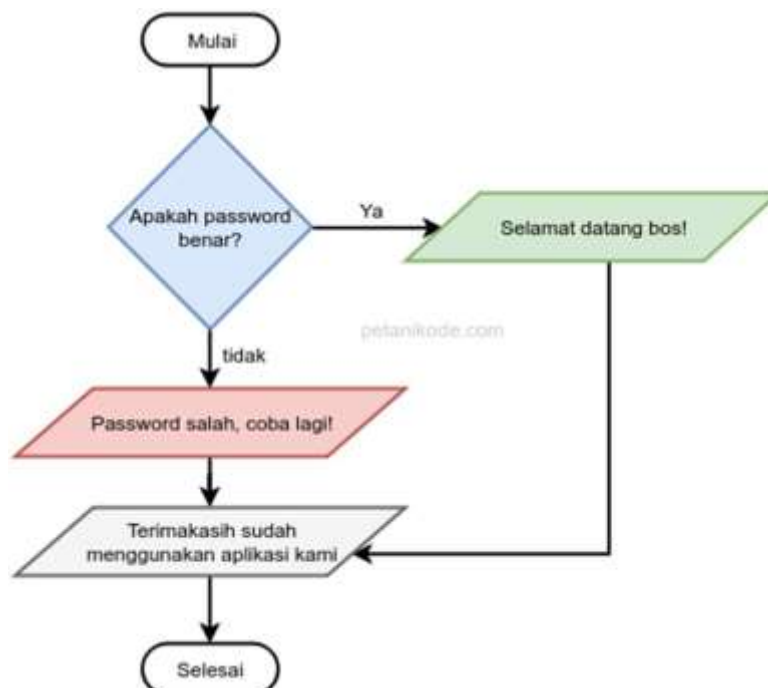 Mulai
Apakah password
benar?
Ya
Selamat datang bos!
petanikode.com
tidak
Password salah, coba lagi!
Terimakasih sudah
menggunakan aplikasi kami
Selesai